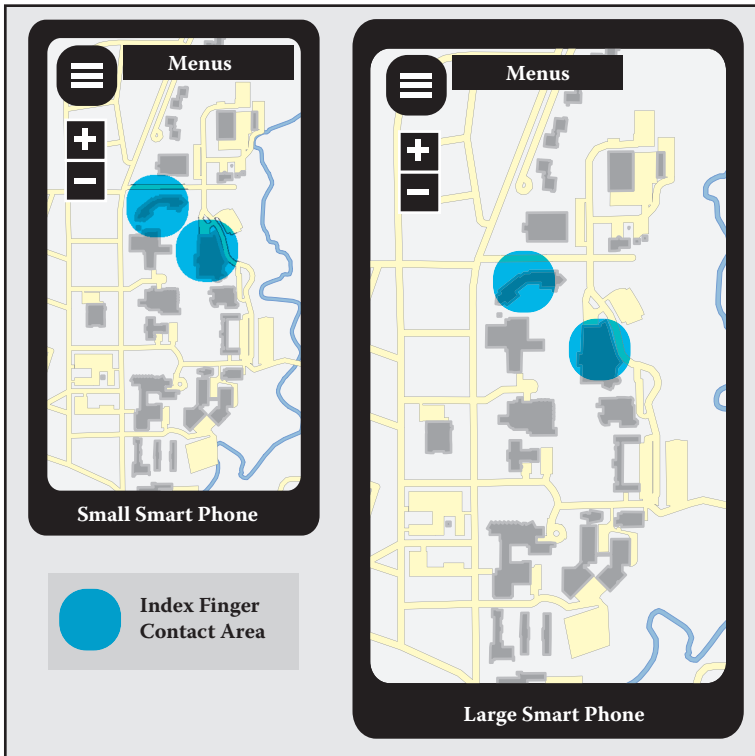 Menus
+
−
Small Smart Phone
Index Finger
Contact Area
Menus
+
−
Large Smart Phone